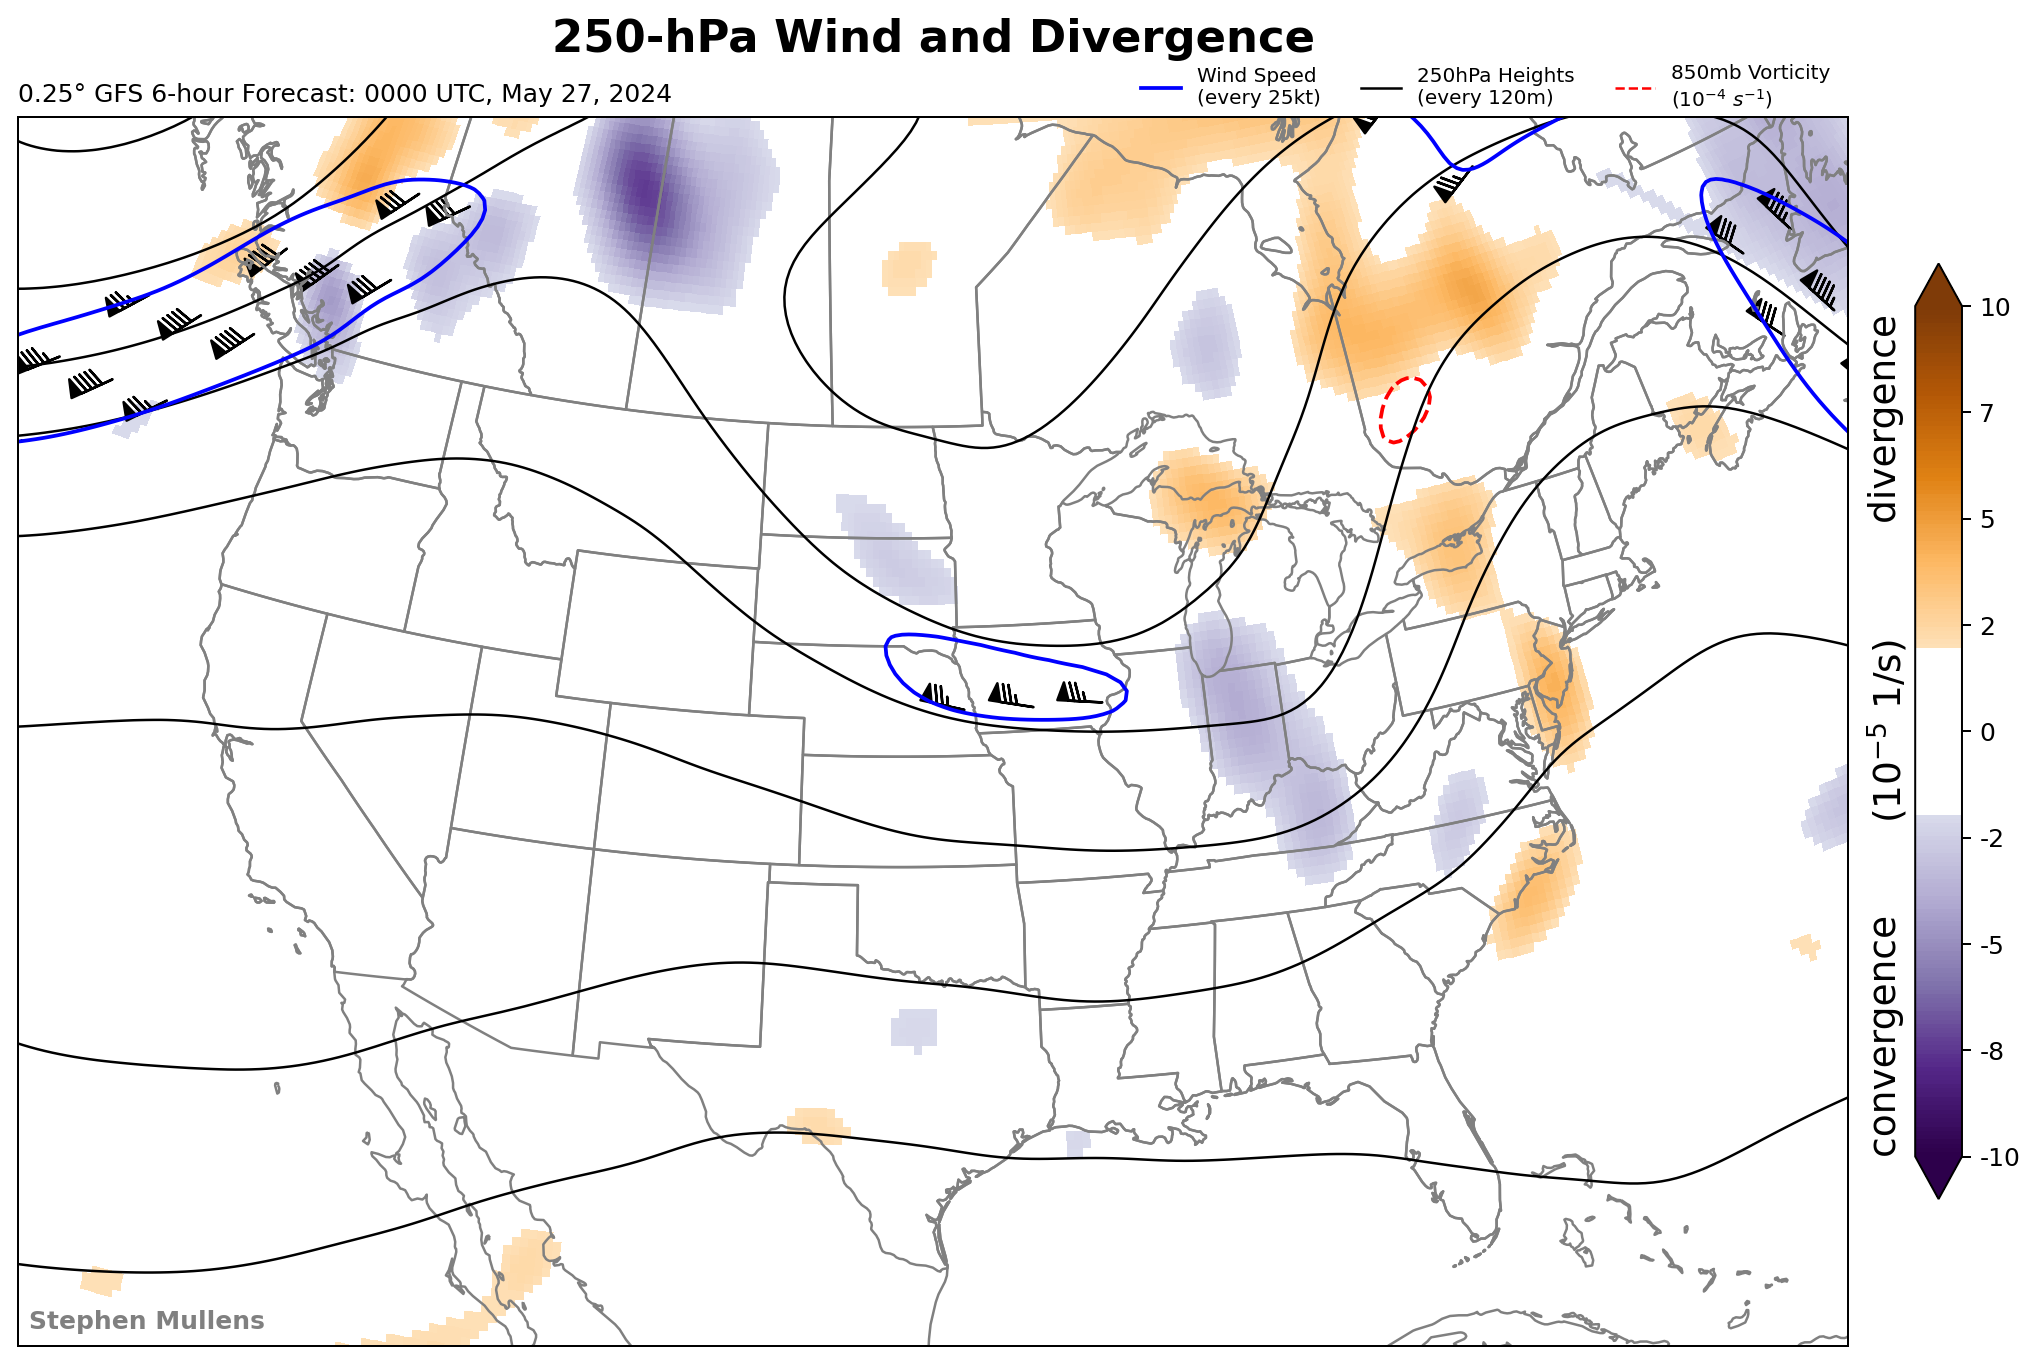 250-hPa Wind and Divergence
0.25° GFS 6-hour Forecast: 0000 UTC, May 27, 2024
Wind Speed
(every 25kt)
250hPa Heights
(every 120m)
850mb Vorticity
(10⁻⁴ s⁻¹)
10
7
5
2
0
-2
-5
-8
-10
convergence (10⁻⁵ 1/s) divergence
Stephen Mullens